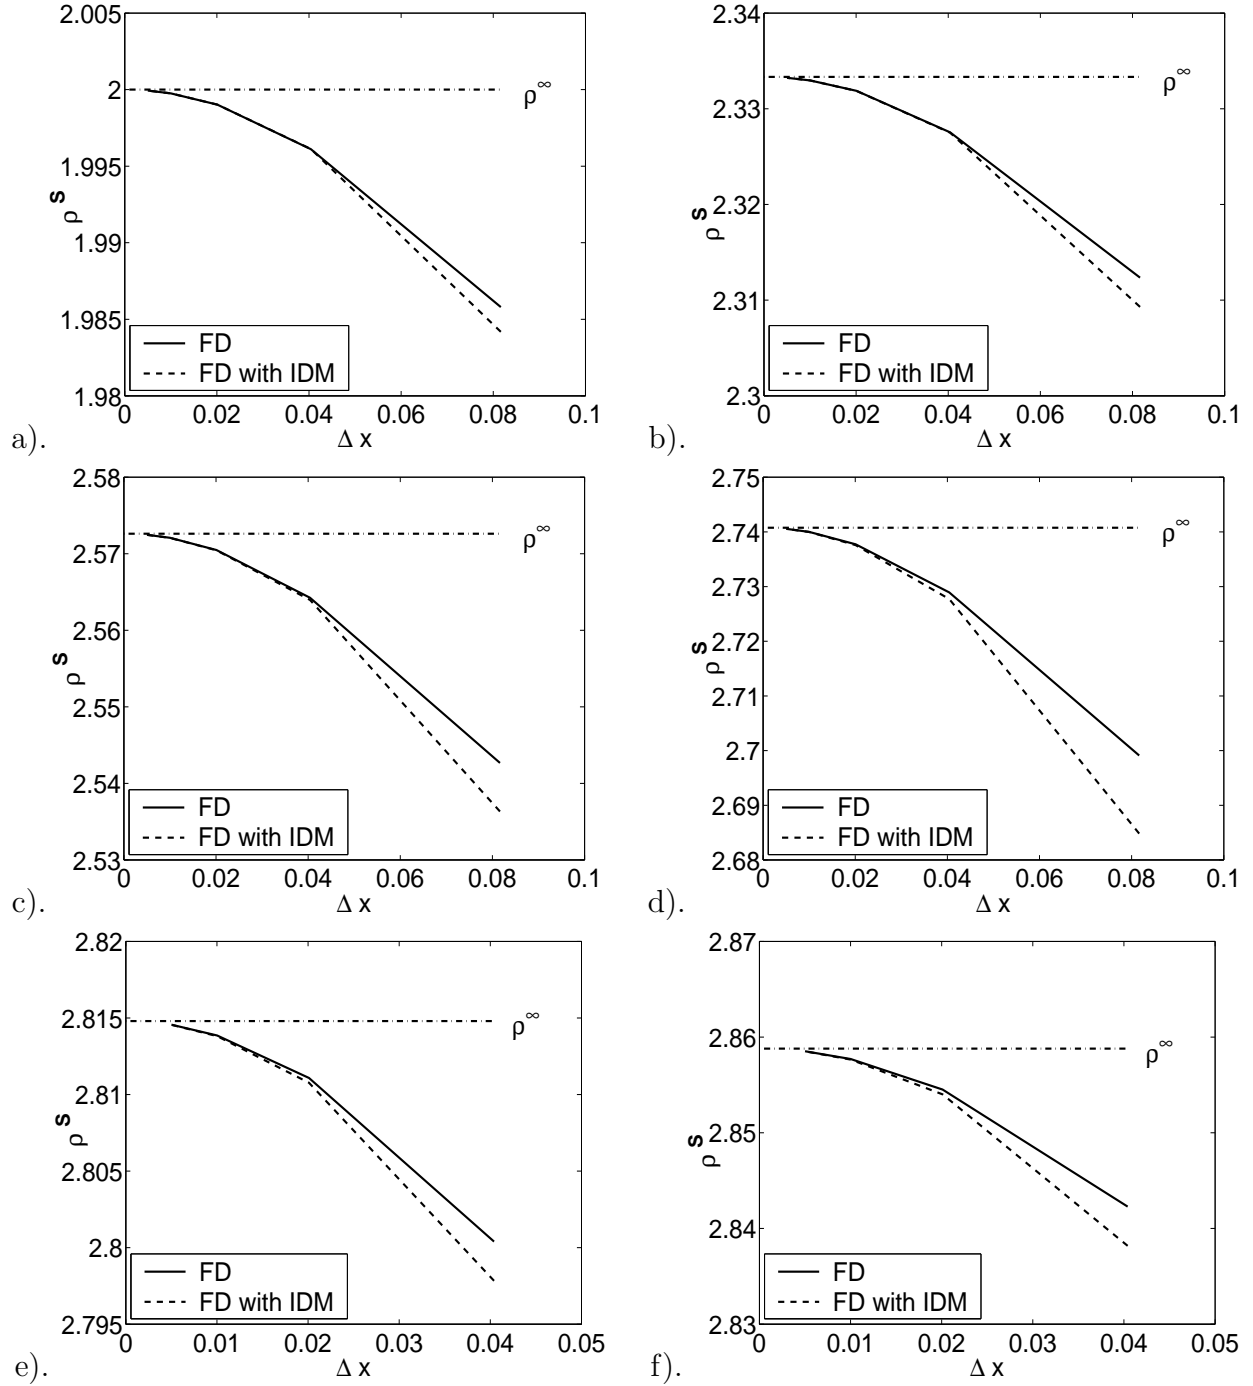 2.005
2
1.995
1.99
1.985
1.98
ρ^S
ρ^∞
FD
FD with IDM
0 0.02 0.04 0.06 0.08 0.1
Δ x
a).
2.34
2.33
2.32
2.31
2.3
ρ^S
ρ^∞
FD
FD with IDM
0 0.02 0.04 0.06 0.08 0.1
Δ x
b).
2.58
2.57
2.56
2.55
2.54
2.53
ρ^S
ρ^∞
FD
FD with IDM
0 0.02 0.04 0.06 0.08 0.1
Δ x
c).
2.75
2.74
2.73
2.72
2.71
2.7
2.69
2.68
ρ^S
ρ^∞
FD
FD with IDM
0 0.02 0.04 0.06 0.08 0.1
Δ x
d).
2.82
2.815
2.81
2.805
2.8
2.795
ρ^S
ρ^∞
FD
FD with IDM
0 0.01 0.02 0.03 0.04 0.05
Δ x
e).
2.87
2.86
2.85
2.84
2.83
ρ^S
ρ^∞
FD
FD with IDM
0 0.01 0.02 0.03 0.04 0.05
Δ x
f).